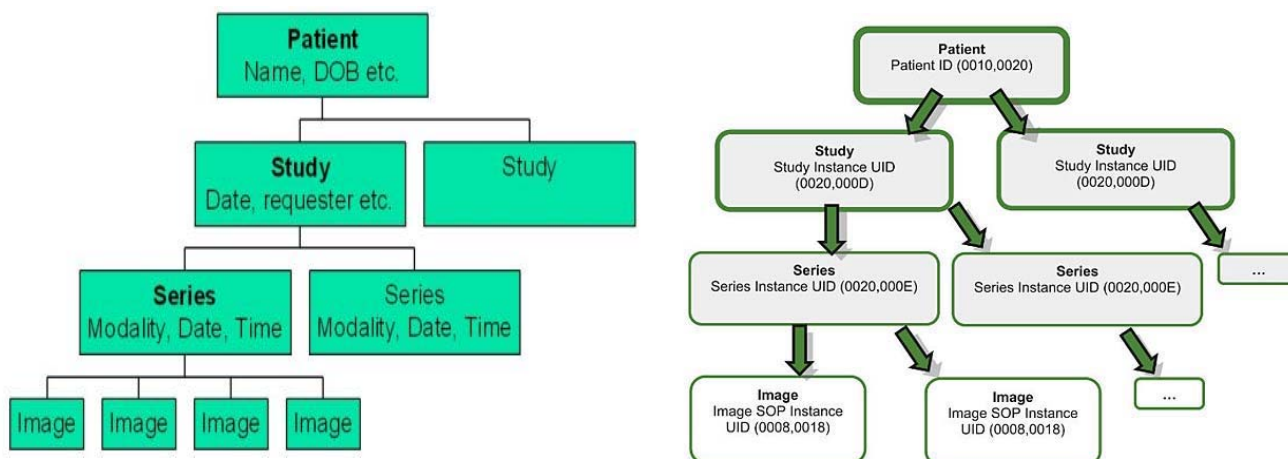 Patient
Name, DOB etc.
Study
Date, requester etc.
Study
Series
Modality, Date, Time
Series
Modality, Date, Time
Image
Image
Image
Image
Patient
Patient ID (0010,0020)
Study
Study Instance UID
(0020,000D)
Study
Study Instance UID
(0020,000D)
Series
Series Instance UID (0020,000E)
Series
Series Instance UID (0020,000E)
...
Image
Image SOP Instance
UID (0008,0018)
Image
Image SOP Instance
UID (0008,0018)
...